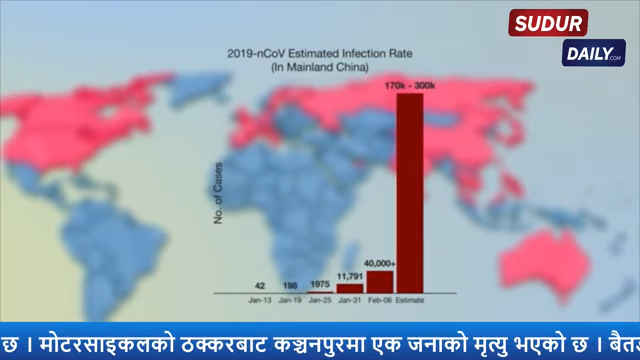 SUDUR
DAILY.COM
2019-nCoV Estimated Infection Rate
(In Mainland China)
170k - 300k
No. of Cases
40,000+
11,791
1975
198
42
Jan-13 Jan-19 Jan-25 Jan-31 Feb-06 Estimate
छ । मोटरसाइकलको ठक्करबाट कञ्चनपुरमा एक जनाको मृत्यु भएको छ ।